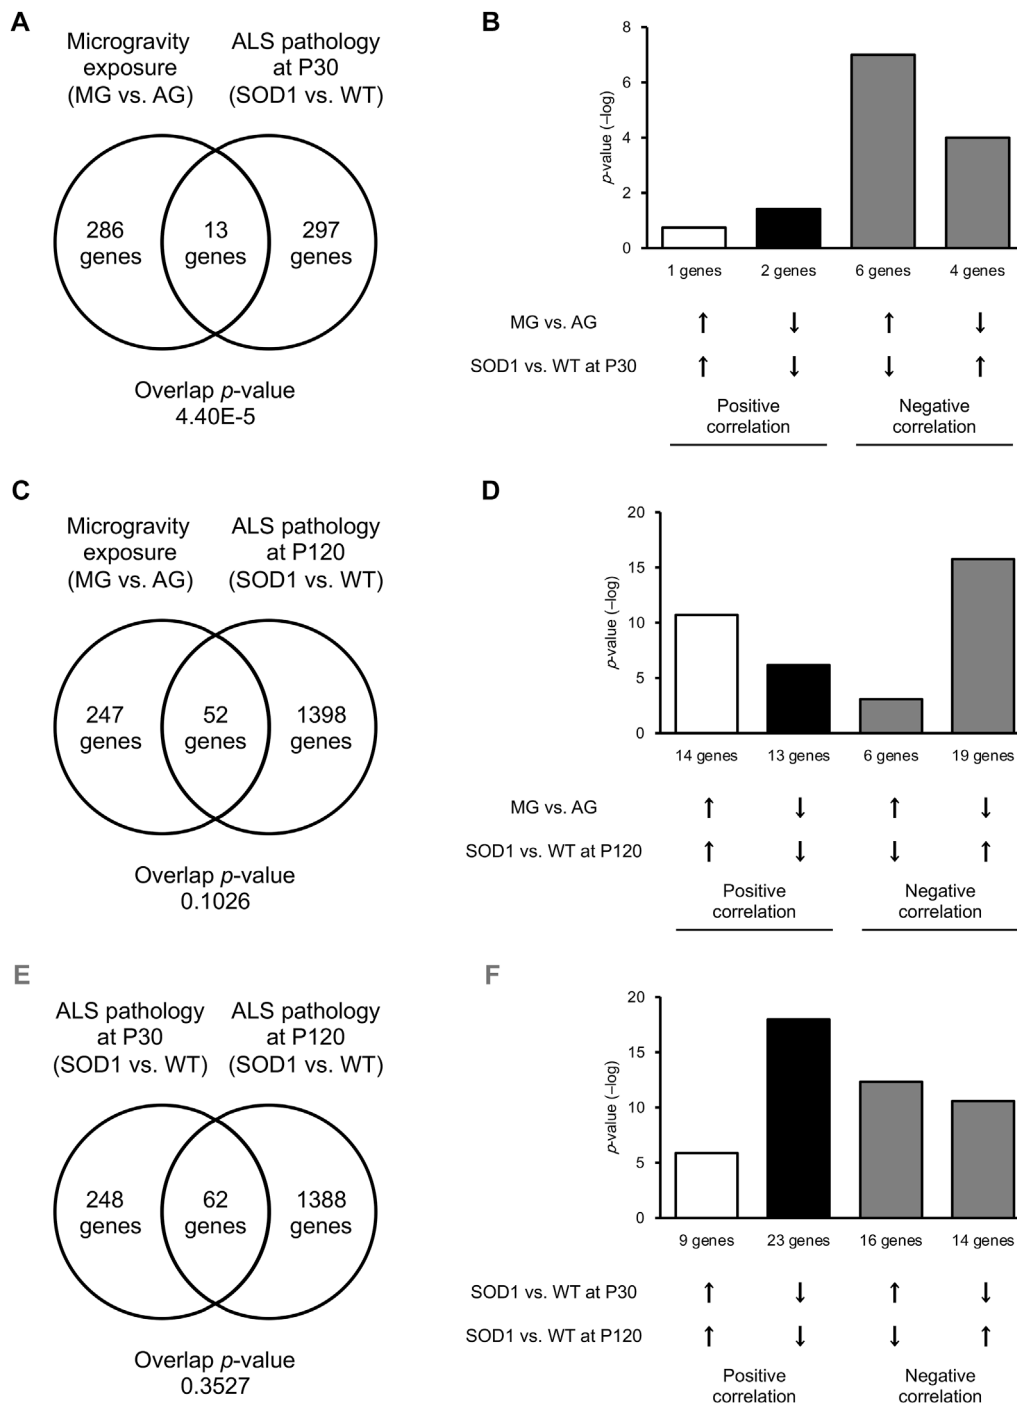 A
Microgravity
exposure
(MG vs. AG)
ALS pathology
at P30
(SOD1 vs. WT)
286
genes
13
genes
297
genes
Overlap p-value
4.40E-5
B
p-value (–log)
8
6
4
2
0
1 genes 2 genes 6 genes 4 genes
MG vs. AG ↑ ↓ ↑ ↓
SOD1 vs. WT at P30 ↑ ↓ ↓ ↑
Positive
correlation
Negative
correlation
C
Microgravity
exposure
(MG vs. AG)
ALS pathology
at P120
(SOD1 vs. WT)
247
genes
52
genes
1398
genes
Overlap p-value
0.1026
D
p-value (–log)
20
15
10
5
0
14 genes 13 genes 6 genes 19 genes
MG vs. AG ↑ ↓ ↑ ↓
SOD1 vs. WT at P120 ↑ ↓ ↓ ↑
Positive
correlation
Negative
correlation
E
ALS pathology
at P30
(SOD1 vs. WT)
ALS pathology
at P120
(SOD1 vs. WT)
248
genes
62
genes
1388
genes
Overlap p-value
0.3527
F
p-value (–log)
20
15
10
5
0
9 genes 23 genes 16 genes 14 genes
SOD1 vs. WT at P30 ↑ ↓ ↑ ↓
SOD1 vs. WT at P120 ↑ ↓ ↓ ↑
Positive
correlation
Negative
correlation